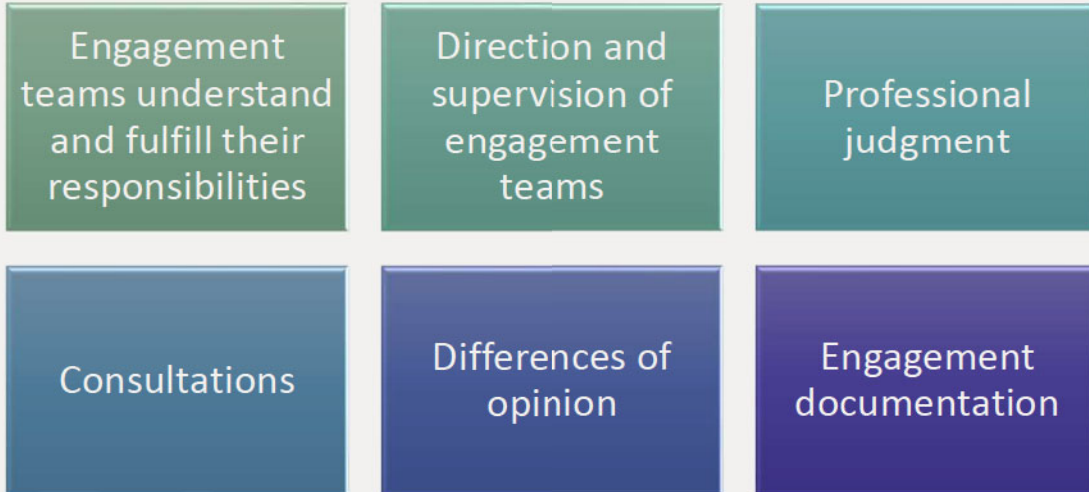 Engagement
teams understand
and fulfill their
responsibilities
Direction and
supervision of
engagement
teams
Professional
judgment
Consultations
Differences of
opinion
Engagement
documentation